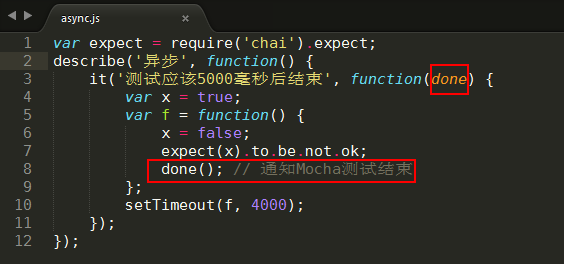 async.js ×
1 var expect = require('chai').expect;
2 describe('异步', function() {
3     it('测试应该5000毫秒后结束', function(done) {
4         var x = true;
5         var f = function() {
6             x = false;
7             expect(x).to.be.not.ok;
8             done(); // 通知Mocha测试结束
9         };
10         setTimeout(f, 4000);
11     });
12 });